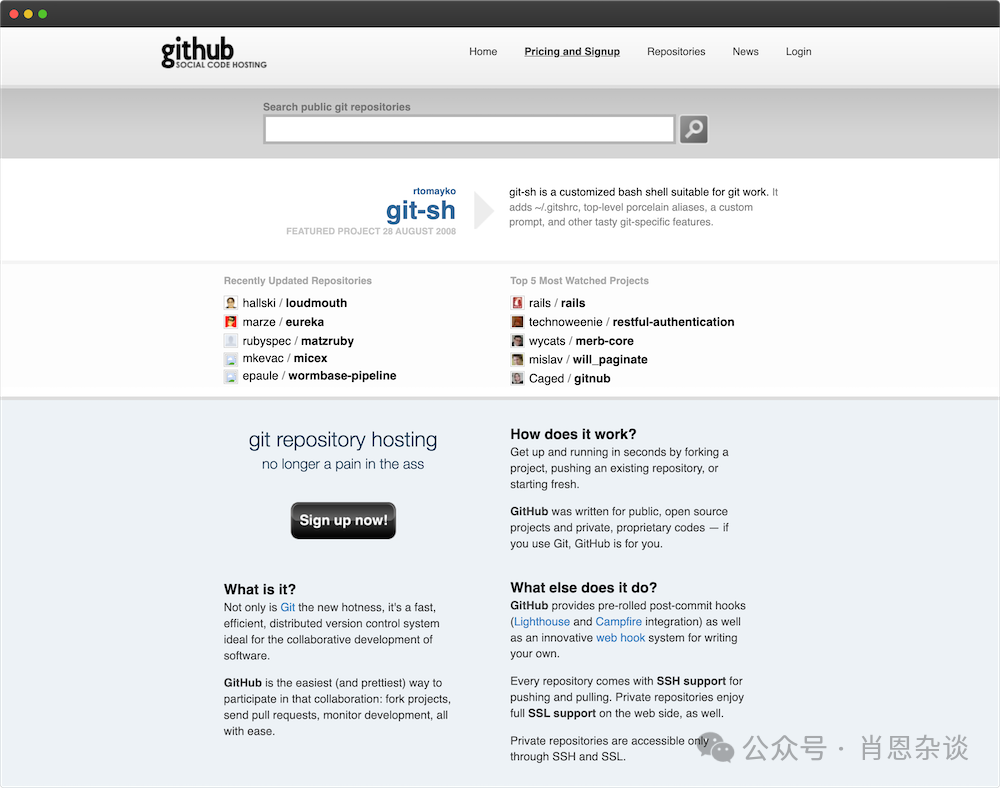 github
SOCIAL CODE HOSTING
Home
Pricing and Signup
Repositories
News
Login
Search public git repositories
rtomayko
git-sh
FEATURED PROJECT 28 AUGUST 2008
git-sh is a customized bash shell suitable for git work. It
adds ~/.gitshrc, top-level porcelain aliases, a custom
prompt, and other tasty git-specific features.
Recently Updated Repositories
hallski / loudmouth
marze / eureka
rubyspec / matzruby
mkevac / micex
epaule / wormbase-pipeline
Top 5 Most Watched Projects
rails / rails
technoweenie / restful-authentication
wycats / merb-core
mislav / will_paginate
Caged / gitnub
git repository hosting
no longer a pain in the ass
Sign up now!
What is it?
Not only is Git the new hotness, it's a fast,
efficient, distributed version control system
ideal for the collaborative development of
software.
GitHub is the easiest (and prettiest) way to
participate in that collaboration: fork projects,
send pull requests, monitor development, all
with ease.
How does it work?
Get up and running in seconds by forking a
project, pushing an existing repository, or
starting fresh.
GitHub was written for public, open source
projects and private, proprietary codes — if
you use Git, GitHub is for you.
What else does it do?
GitHub provides pre-rolled post-commit hooks
(Lighthouse and Campfire integration) as well
as an innovative web hook system for writing
your own.
Every repository comes with SSH support for
pushing and pulling. Private repositories enjoy
full SSL support on the web side, as well.
Private repositories are accessible only
through SSH and SSL.
公众号 · 肖恩杂谈